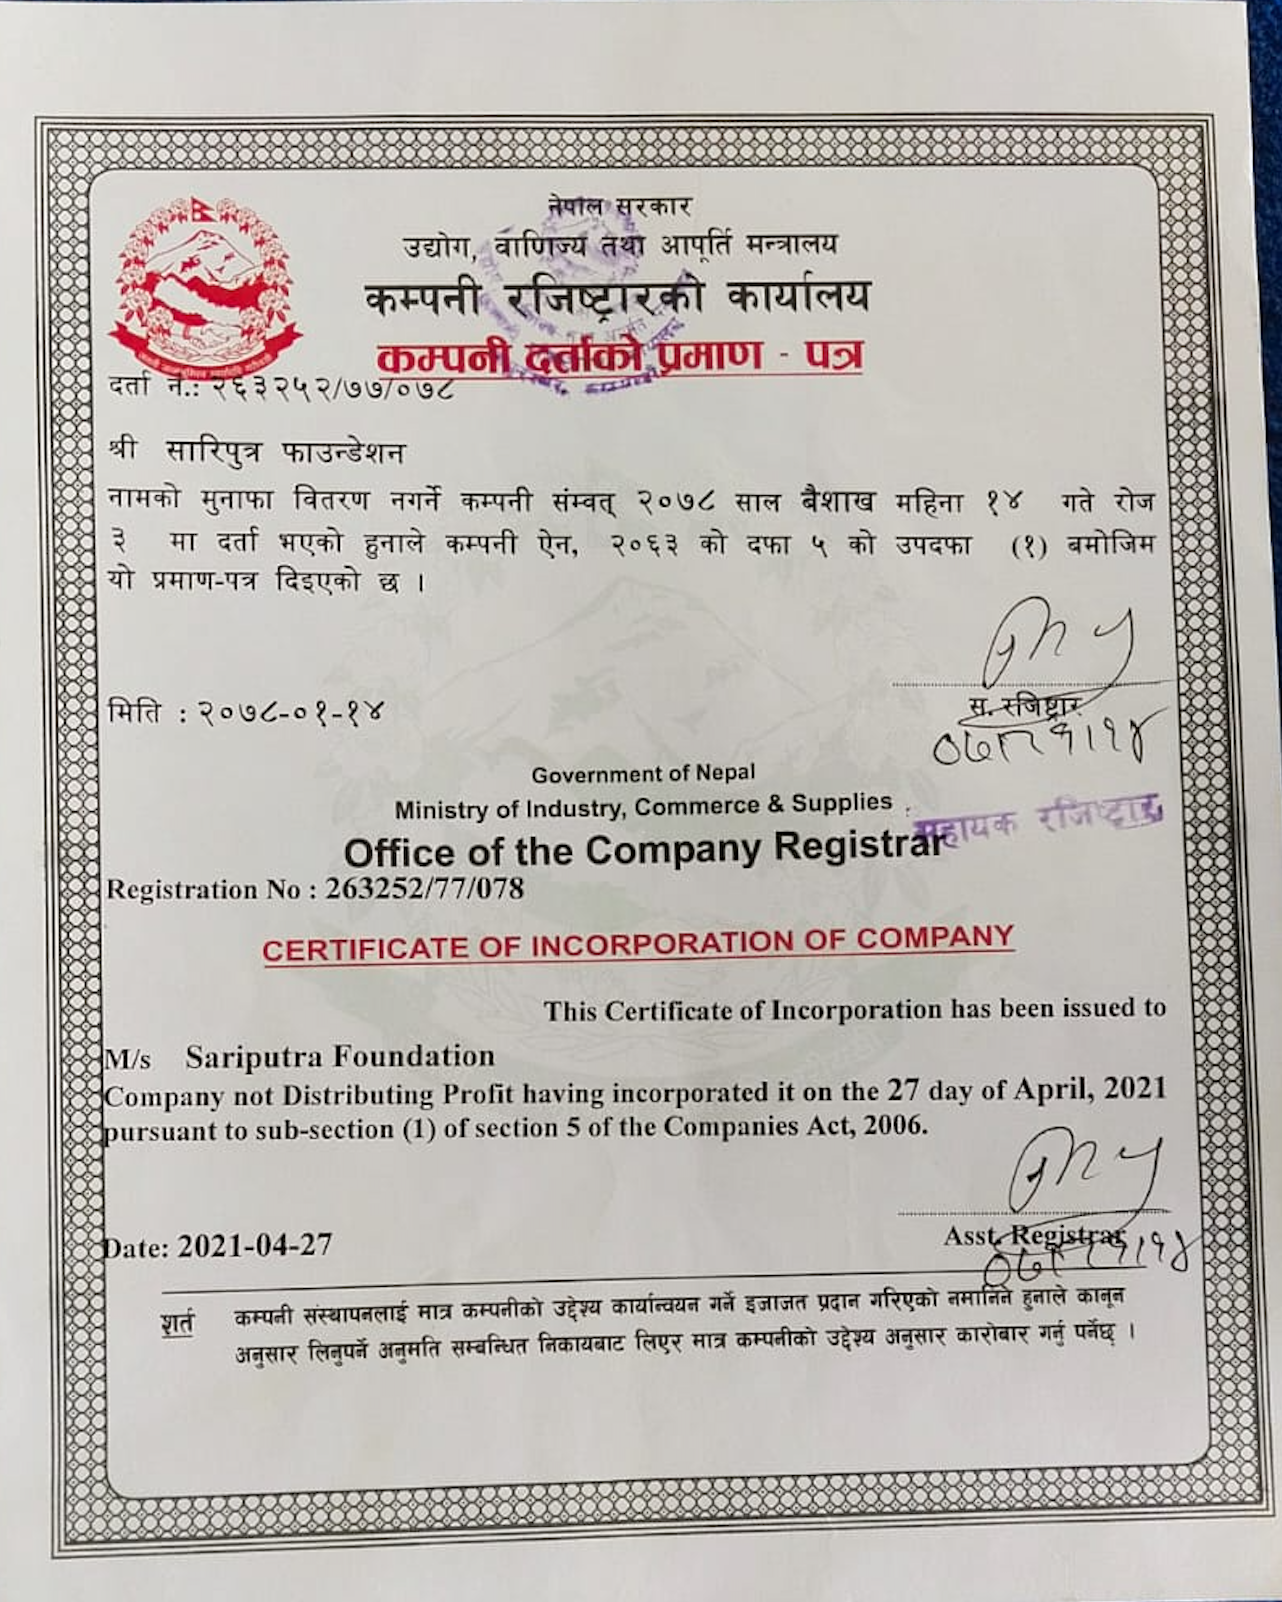 नेपाल सरकार
उद्योग, वाणिज्य तथा आपूर्ति मन्त्रालय
कम्पनी रजिष्ट्रारको कार्यालय
कम्पनी दर्ताको प्रमाण - पत्र
दर्ता नं.: २६३२५२/७७/०७८
श्री सारिपुत्र फाउन्डेशन
नामको मुनाफा वितरण नगर्ने कम्पनी संम्वत् २०७८ साल बैशाख महिना १४ गते रोज
३ मा दर्ता भएको हुनाले कम्पनी ऐन, २०६३ को दफा ५ को उपदफा (१) बमोजिम
यो प्रमाण-पत्र दिइएको छ ।
मिति : २०७८-०१-१४
स. रजिष्ट्रार
सहायक रजिष्ट्रार
Government of Nepal
Ministry of Industry, Commerce & Supplies
Office of the Company Registrar
Registration No : 263252/77/078
CERTIFICATE OF INCORPORATION OF COMPANY
This Certificate of Incorporation has been issued to
M/s Sariputra Foundation
Company not Distributing Profit having incorporated it on the 27 day of April, 2021
pursuant to sub-section (1) of section 5 of the Companies Act, 2006.
Asst. Registrar
Date: 2021-04-27
शर्त कम्पनी संस्थापनलाई मात्र कम्पनीको उद्देश्य कार्यान्वयन गर्ने इजाजत प्रदान गरिएको नमानिने हुनाले कानून
अनुसार लिनुपर्ने अनुमति सम्बन्धित निकायबाट लिएर मात्र कम्पनीको उद्देश्य अनुसार कारोबार गर्नु पर्नेछ् ।